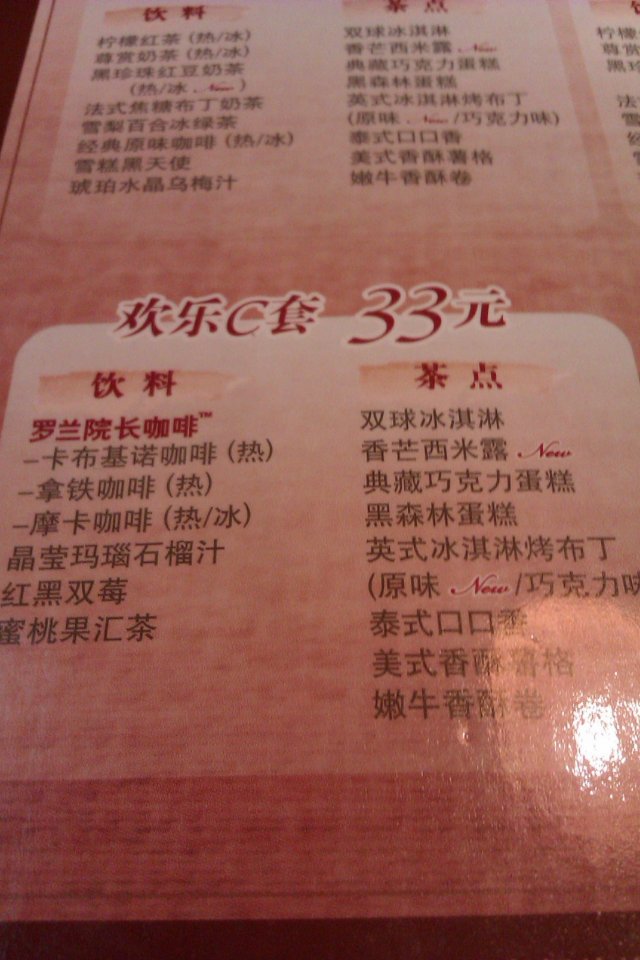 饮料
柠檬红茶 (热/冰)
尊赏奶茶 (热/冰)
黑珍珠红豆奶茶
(热/冰 New)
法式焦糖布丁奶茶
雪梨百合冰绿茶
经典原味咖啡 (热/冰)
雪糕黑天使
琥珀水晶乌梅汁
茶点
双球冰淇淋
香芒西米露 New
典藏巧克力蛋糕
黑森林蛋糕
英式冰淇淋烤布丁
(原味 New /巧克力味)
泰式口口香
美式香酥薯格
嫩牛香酥卷
欢乐C套 33元
饮料
罗兰院长咖啡™
–卡布基诺咖啡 (热)
–拿铁咖啡 (热)
–摩卡咖啡 (热/冰)
晶莹玛瑙石榴汁
红黑双莓
蜜桃果汇茶
茶点
双球冰淇淋
香芒西米露 New
典藏巧克力蛋糕
黑森林蛋糕
英式冰淇淋烤布丁
(原味 New /巧克力味
泰式口口香
美式香酥薯格
嫩牛香酥卷